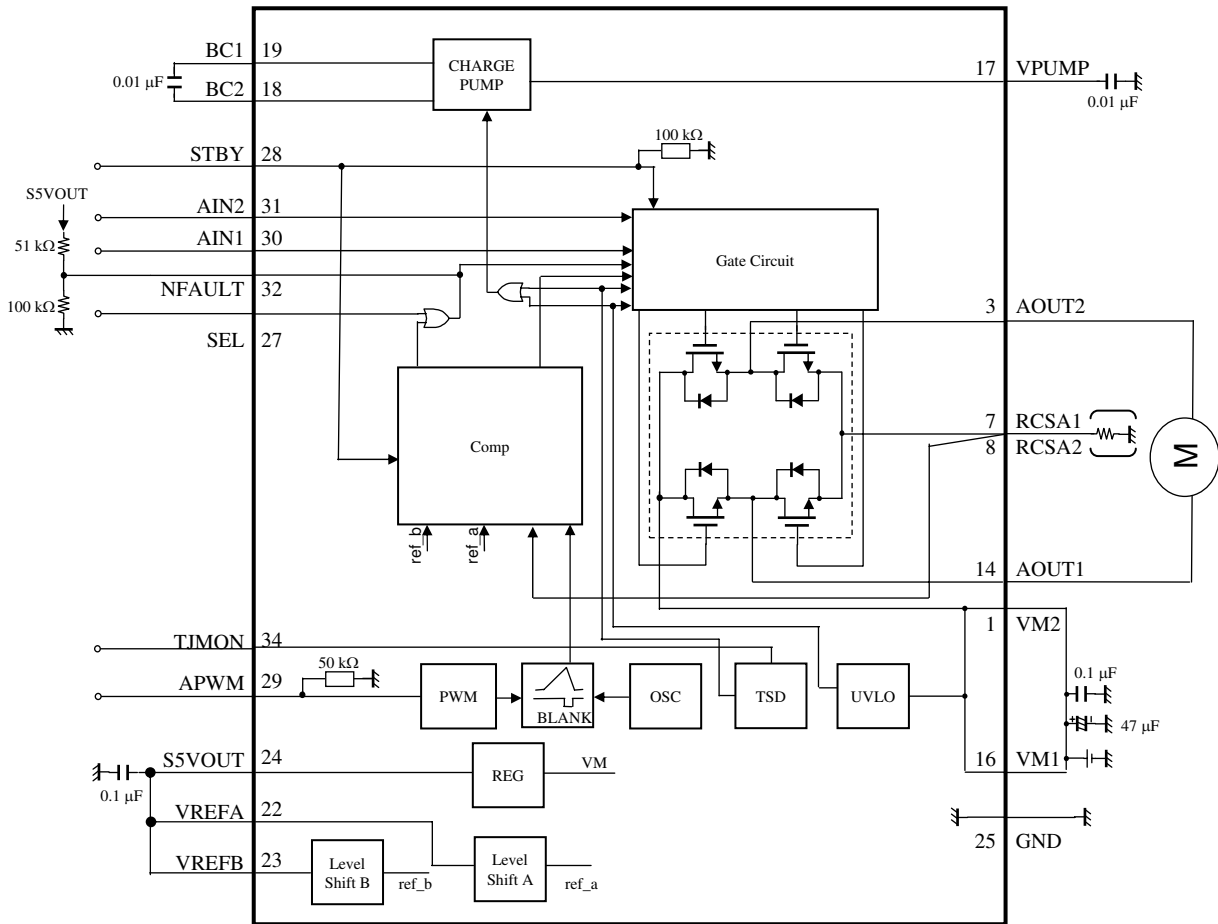 BC1 19
CHARGE
PUMP
17 VPUMP
0.01 µF
BC2 18
0.01 µF
100 kΩ
STBY 28
S5VOUT
AIN2 31
51 kΩ
AIN1 30
Gate Circuit
NFAULT 32
100 kΩ
3 AOUT2
SEL 27
7 RCSA1
8 RCSA2
Comp
M
ref_b
ref_a
14 AOUT1
1 VM2
TJMON 34
50 kΩ
0.1 µF
APWM 29
PWM
BLANK
OSC
TSD
UVLO
47 µF
S5VOUT 24
REG
VM
16 VM1
0.1 µF
VREFA 22
25 GND
VREFB 23
Level
Shift B
ref_b
Level
Shift A
ref_a